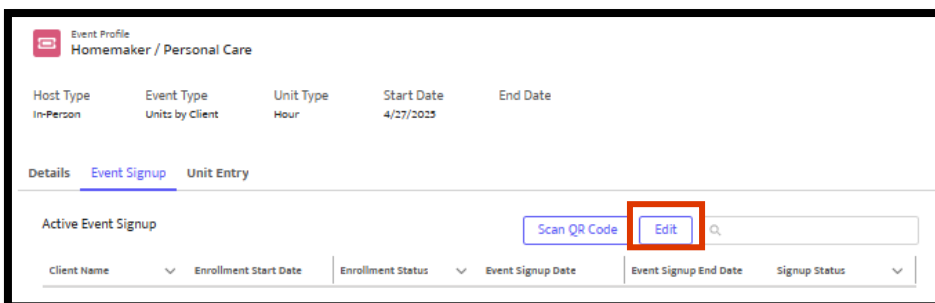 Event Profile
Homemaker / Personal Care
Host Type Event Type Unit Type Start Date End Date
In-Person Units by Client Hour 4/27/2025
Details Event Signup Unit Entry
Active Event Signup Scan QR Code Edit
Client Name Enrollment Start Date Enrollment Status Event Signup Date Event Signup End Date Signup Status